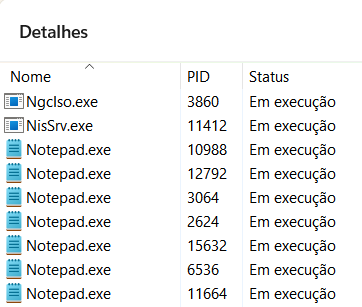 Detalhes
Nome PID Status
NgcIso.exe 3860 Em execução
NisSrv.exe 11412 Em execução
Notepad.exe 10988 Em execução
Notepad.exe 12792 Em execução
Notepad.exe 3064 Em execução
Notepad.exe 2624 Em execução
Notepad.exe 15632 Em execução
Notepad.exe 6536 Em execução
Notepad.exe 11664 Em execução